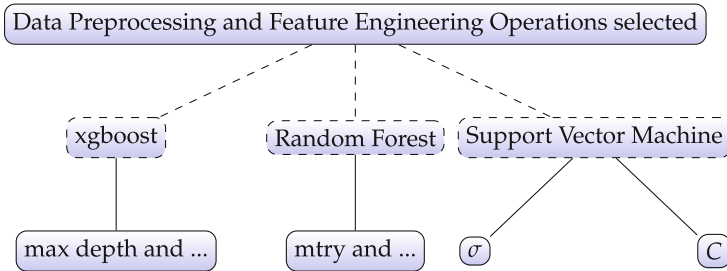 Data Preprocessing and Feature Engineering Operations selected
xgboost
Random Forest
Support Vector Machine
max depth and ...
mtry and ...
σ
C